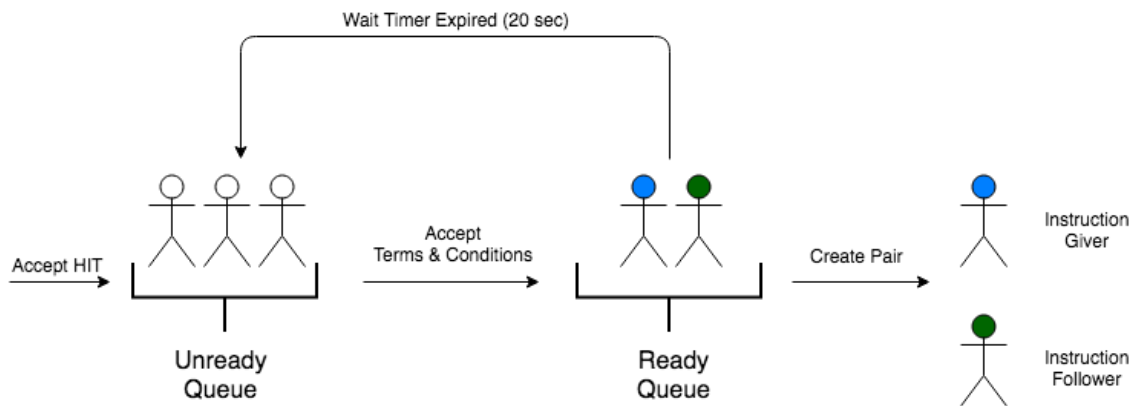 Wait Timer Expired (20 sec)
Accept HIT
Accept
Terms & Conditions
Create Pair
Instruction
Giver
Instruction
Follower
Unready
Queue
Ready
Queue